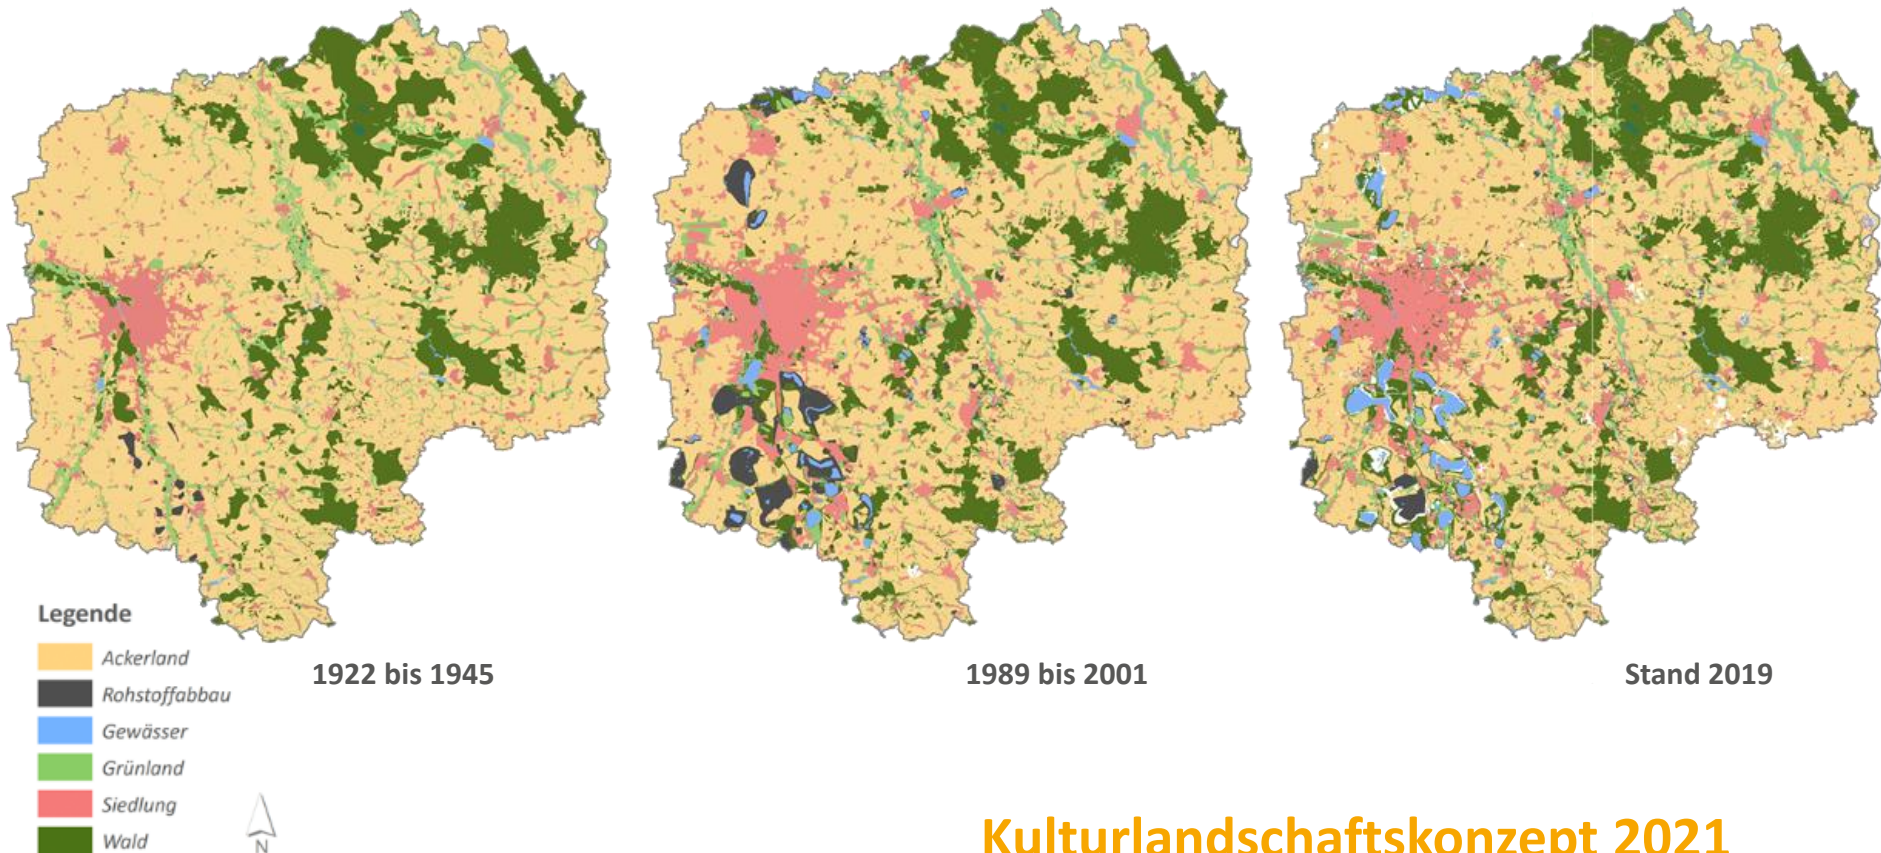 Legende
Ackerland
Rohstoffabbau
Gewässer
Grünland
Siedlung
Wald
N
1922 bis 1945
1989 bis 2001
Stand 2019
Kulturlandschaftskonzept 2021